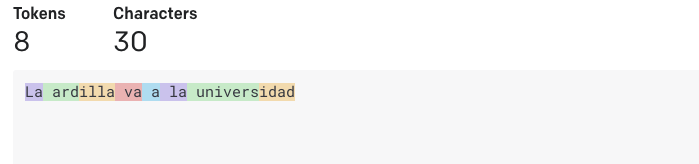 Tokens Characters
8 30
La ardilla va a la universidad